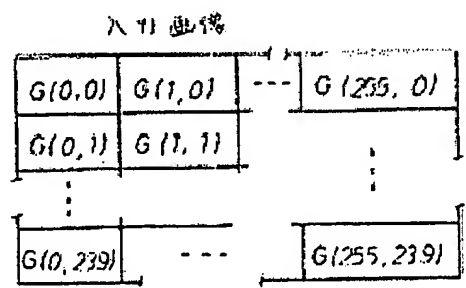 入力画像
G(0,0) G(1,0) --- G(255, 0)
G(0,1) G(1,1)
G(0,239) --- G(255,239)